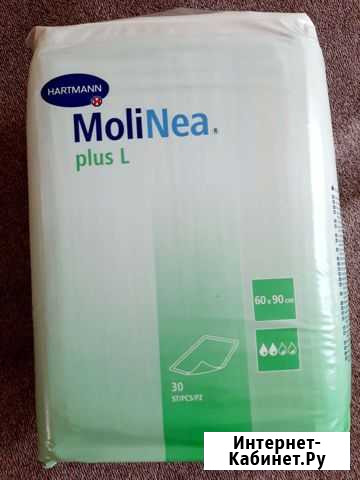 HARTMANN
MoliNea®
plus L
60 x 90 cm
30
ST/PCS/PZ
Интернет-
Кабинет.Ру